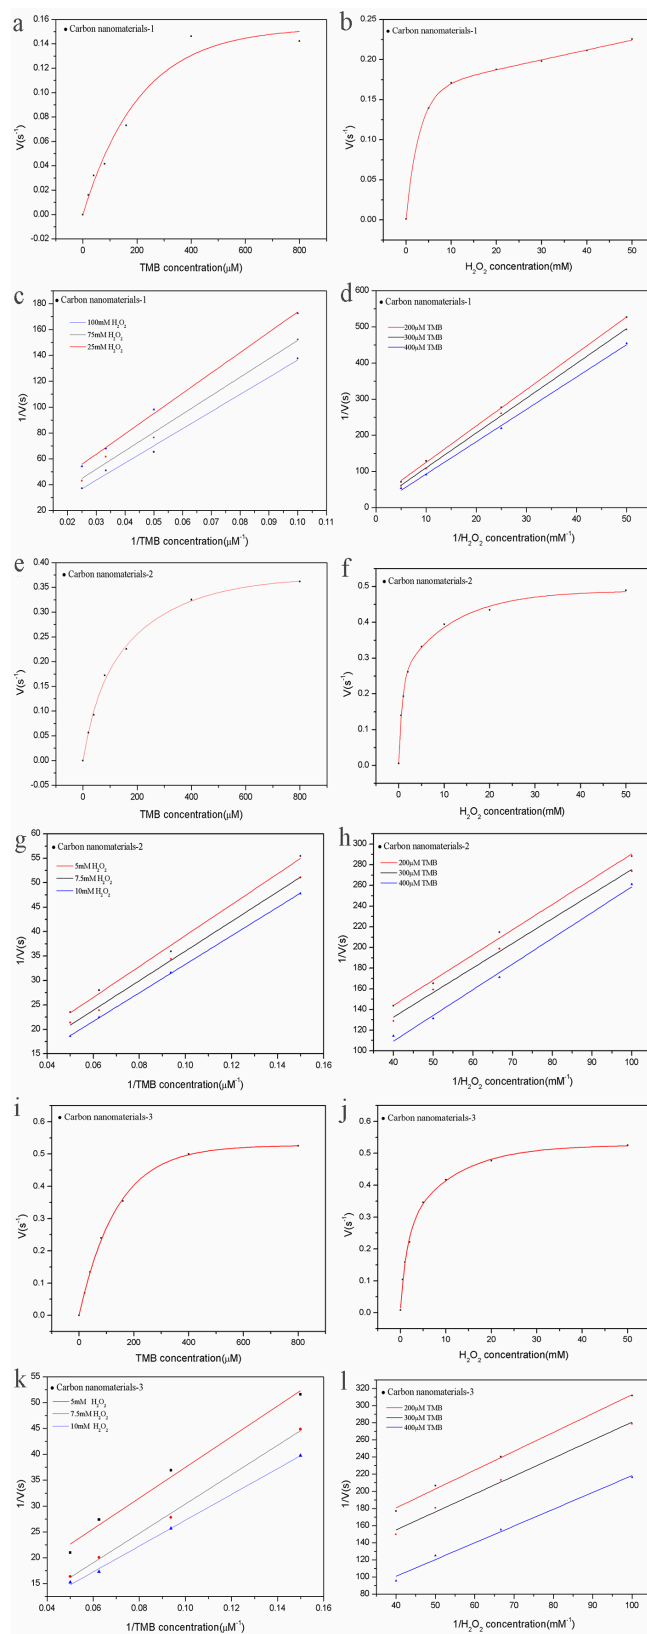 a
Carbon nanomaterials-1
0.16
0.14
0.12
0.10
0.08
0.06
0.04
0.02
0.00
-0.02
V(s⁻¹)
0 200 400 600 800
TMB concentration(μM)
b
Carbon nanomaterials-1
0.25
0.20
0.15
0.10
0.05
0.00
V(s⁻¹)
0 10 20 30 40 50
H₂O₂ concentration(mM)
c
Carbon nanomaterials-1
100mM H₂O₂
75mM H₂O₂
25mM H₂O₂
180
160
140
120
100
80
60
40
20
1/V(s)
0.02 0.03 0.04 0.05 0.06 0.07 0.08 0.09 0.10 0.11
1/TMB concentration(μM⁻¹)
d
Carbon nanomaterials-1
200μM TMB
300μM TMB
400μM TMB
600
500
400
300
200
100
0
1/V(s)
0 10 20 30 40 50
1/H₂O₂ concentration(mM⁻¹)
e
Carbon nanomaterials-2
0.40
0.35
0.30
0.25
0.20
0.15
0.10
0.05
0.00
-0.05
V(s⁻¹)
0 200 400 600 800
TMB concentration(μM)
f
Carbon nanomaterials-2
0.5
0.4
0.3
0.2
0.1
0.0
V(s⁻¹)
0 10 20 30 40 50
H₂O₂ concentration(mM)
g
Carbon nanomaterials-2
5mM H₂O₂
7.5mM H₂O₂
10mM H₂O₂
60
55
50
45
40
35
30
25
20
15
1/V(s)
0.04 0.06 0.08 0.10 0.12 0.14 0.16
1/TMB concentration(μM⁻¹)
h
Carbon nanomaterials-2
200μM TMB
300μM TMB
400μM TMB
300
280
260
240
220
200
180
160
140
120
100
1/V(s)
40 50 60 70 80 90 100
1/H₂O₂ concentration(mM⁻¹)
i
Carbon nanomaterials-3
0.6
0.5
0.4
0.3
0.2
0.1
0.0
V(s⁻¹)
0 200 400 600 800
TMB concentration(μM)
j
Carbon nanomaterials-3
0.6
0.5
0.4
0.3
0.2
0.1
0.0
V(s⁻¹)
0 10 20 30 40 50
H₂O₂ concentration(mM)
k
Carbon nanomaterials-3
5mM H₂O₂
7.5mM H₂O₂
10mM H₂O₂
55
50
45
40
35
30
25
20
15
1/V(s)
0.04 0.06 0.08 0.10 0.12 0.14 0.16
1/TMB concentration(μM⁻¹)
l
Carbon nanomaterials-3
200μM TMB
300μM TMB
400μM TMB
320
300
280
260
240
220
200
180
160
140
120
100
80
1/V(s)
40 50 60 70 80 90 100
1/H₂O₂ concentration(mM⁻¹)